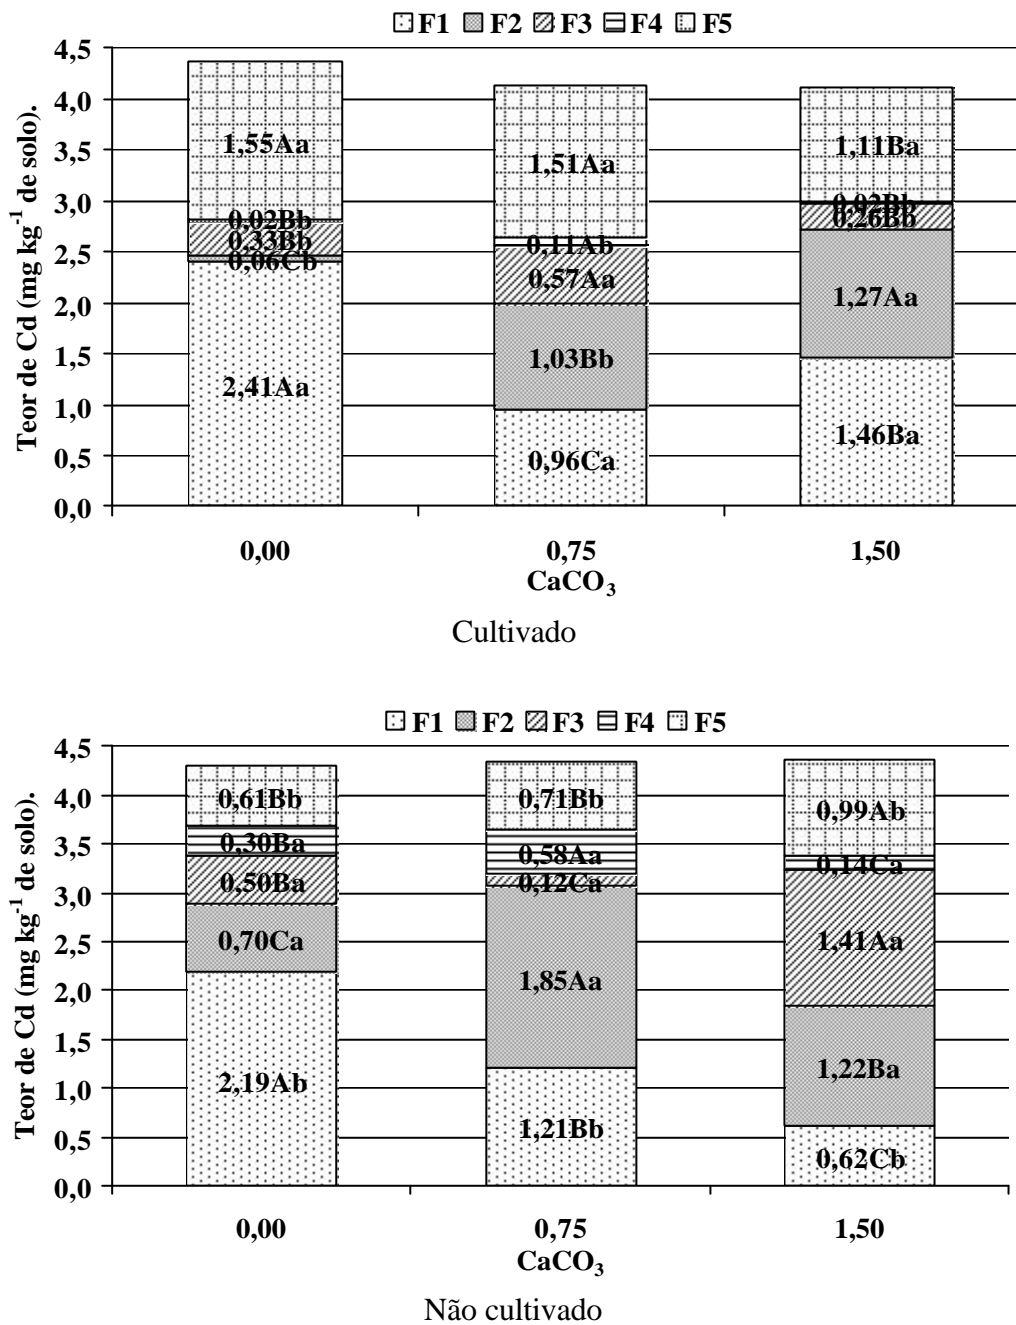 F1 F2 F3 F4 F5
Teor de Cd (mg kg⁻¹ de solo).
4,5
4,0
3,5
3,0
2,5
2,0
1,5
1,0
0,5
0,0
1,55Aa
0,02Bb
0,33Bb
0,06Cb
2,41Aa
1,51Aa
0,11Ab
0,57Aa
1,03Bb
0,96Ca
1,11Ba
0,02Bb
0,26Bb
1,27Aa
1,46Ba
0,00 0,75 1,50
CaCO₃
Cultivado
F1 F2 F3 F4 F5
Teor de Cd (mg kg⁻¹ de solo).
4,5
4,0
3,5
3,0
2,5
2,0
1,5
1,0
0,5
0,0
0,61Bb
0,30Ba
0,50Ba
0,70Ca
2,19Ab
0,71Bb
0,58Aa
0,12Ca
1,85Aa
1,21Bb
0,99Ab
0,14Ca
1,41Aa
1,22Ba
0,62Cb
0,00 0,75 1,50
CaCO₃
Não cultivado